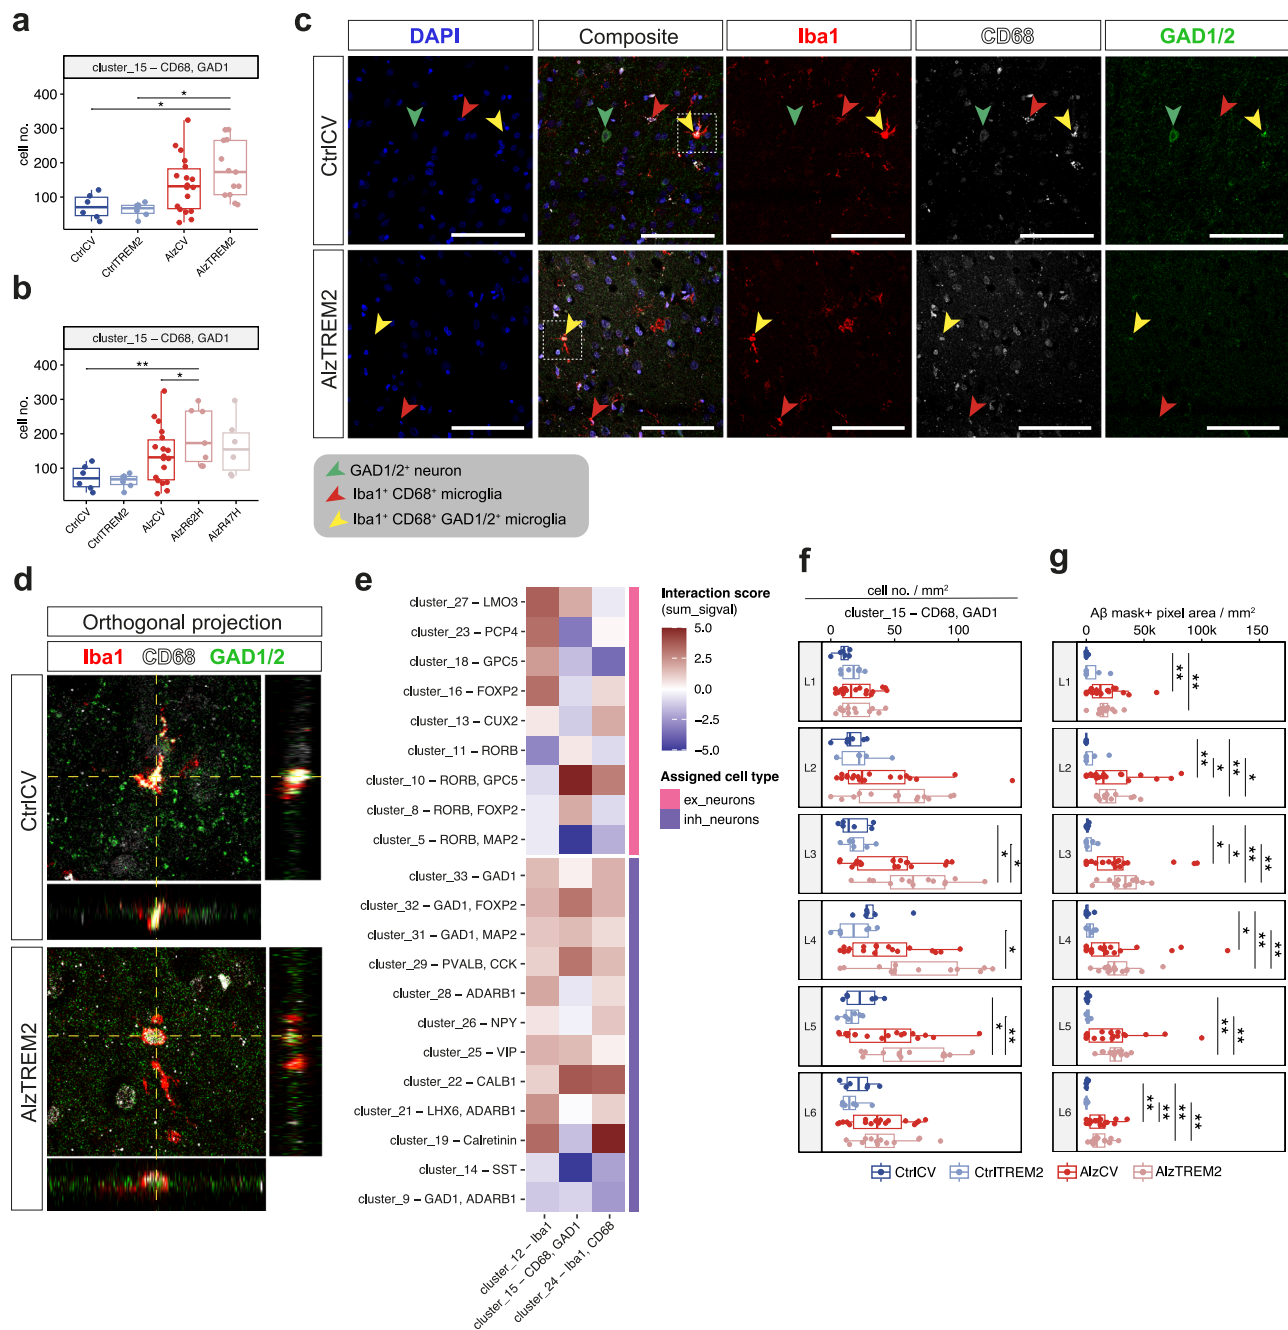 a
cluster_15 – CD68, GAD1
*
*
cell no.
400
300
200
100
CtrlCV
CtrlTREM2
AlzCV
AlzTREM2
b
cluster_15 – CD68, GAD1
**
*
cell no.
400
300
200
100
CtrlCV
CtrlTREM2
AlzCV
AlzR62H
AlzR47H
c
DAPI
Composite
Iba1
CD68
GAD1/2
CtrlCV
AlzTREM2
GAD1/2⁺ neuron
Iba1⁺ CD68⁺ microglia
Iba1⁺ CD68⁺ GAD1/2⁺ microglia
d
Orthogonal projection
Iba1 CD68 GAD1/2
CtrlCV
AlzTREM2
e
cluster_27 – LMO3
cluster_23 – PCP4
cluster_18 – GPC5
cluster_16 – FOXP2
cluster_13 – CUX2
cluster_11 – RORB
cluster_10 – RORB, GPC5
cluster_8 – RORB, FOXP2
cluster_5 – RORB, MAP2
cluster_33 – GAD1
cluster_32 – GAD1, FOXP2
cluster_31 – GAD1, MAP2
cluster_29 – PVALB, CCK
cluster_28 – ADARB1
cluster_26 – NPY
cluster_25 – VIP
cluster_22 – CALB1
cluster_21 – LHX6, ADARB1
cluster_19 – Calretinin
cluster_14 – SST
cluster_9 – GAD1, ADARB1
cluster_12 – Iba1
cluster_15 – CD68, GAD1
cluster_24 – Iba1, CD68
Interaction score
(sum_sigval)
5.0
2.5
0.0
−2.5
−5.0
Assigned cell type
ex_neurons
inh_neurons
f
cell no. / mm²
cluster_15 – CD68, GAD1
0 50 100
L1
L2
L3
* *
L4
*
L5
* **
L6
g
Aβ mask+ pixel area / mm²
0 50k 100k 150k
L1
** **
L2
** * ** *
L3
* * ** **
L4
* ** **
L5
** **
L6
** ** ** **
CtrlCV CtrlTREM2 AlzCV AlzTREM2